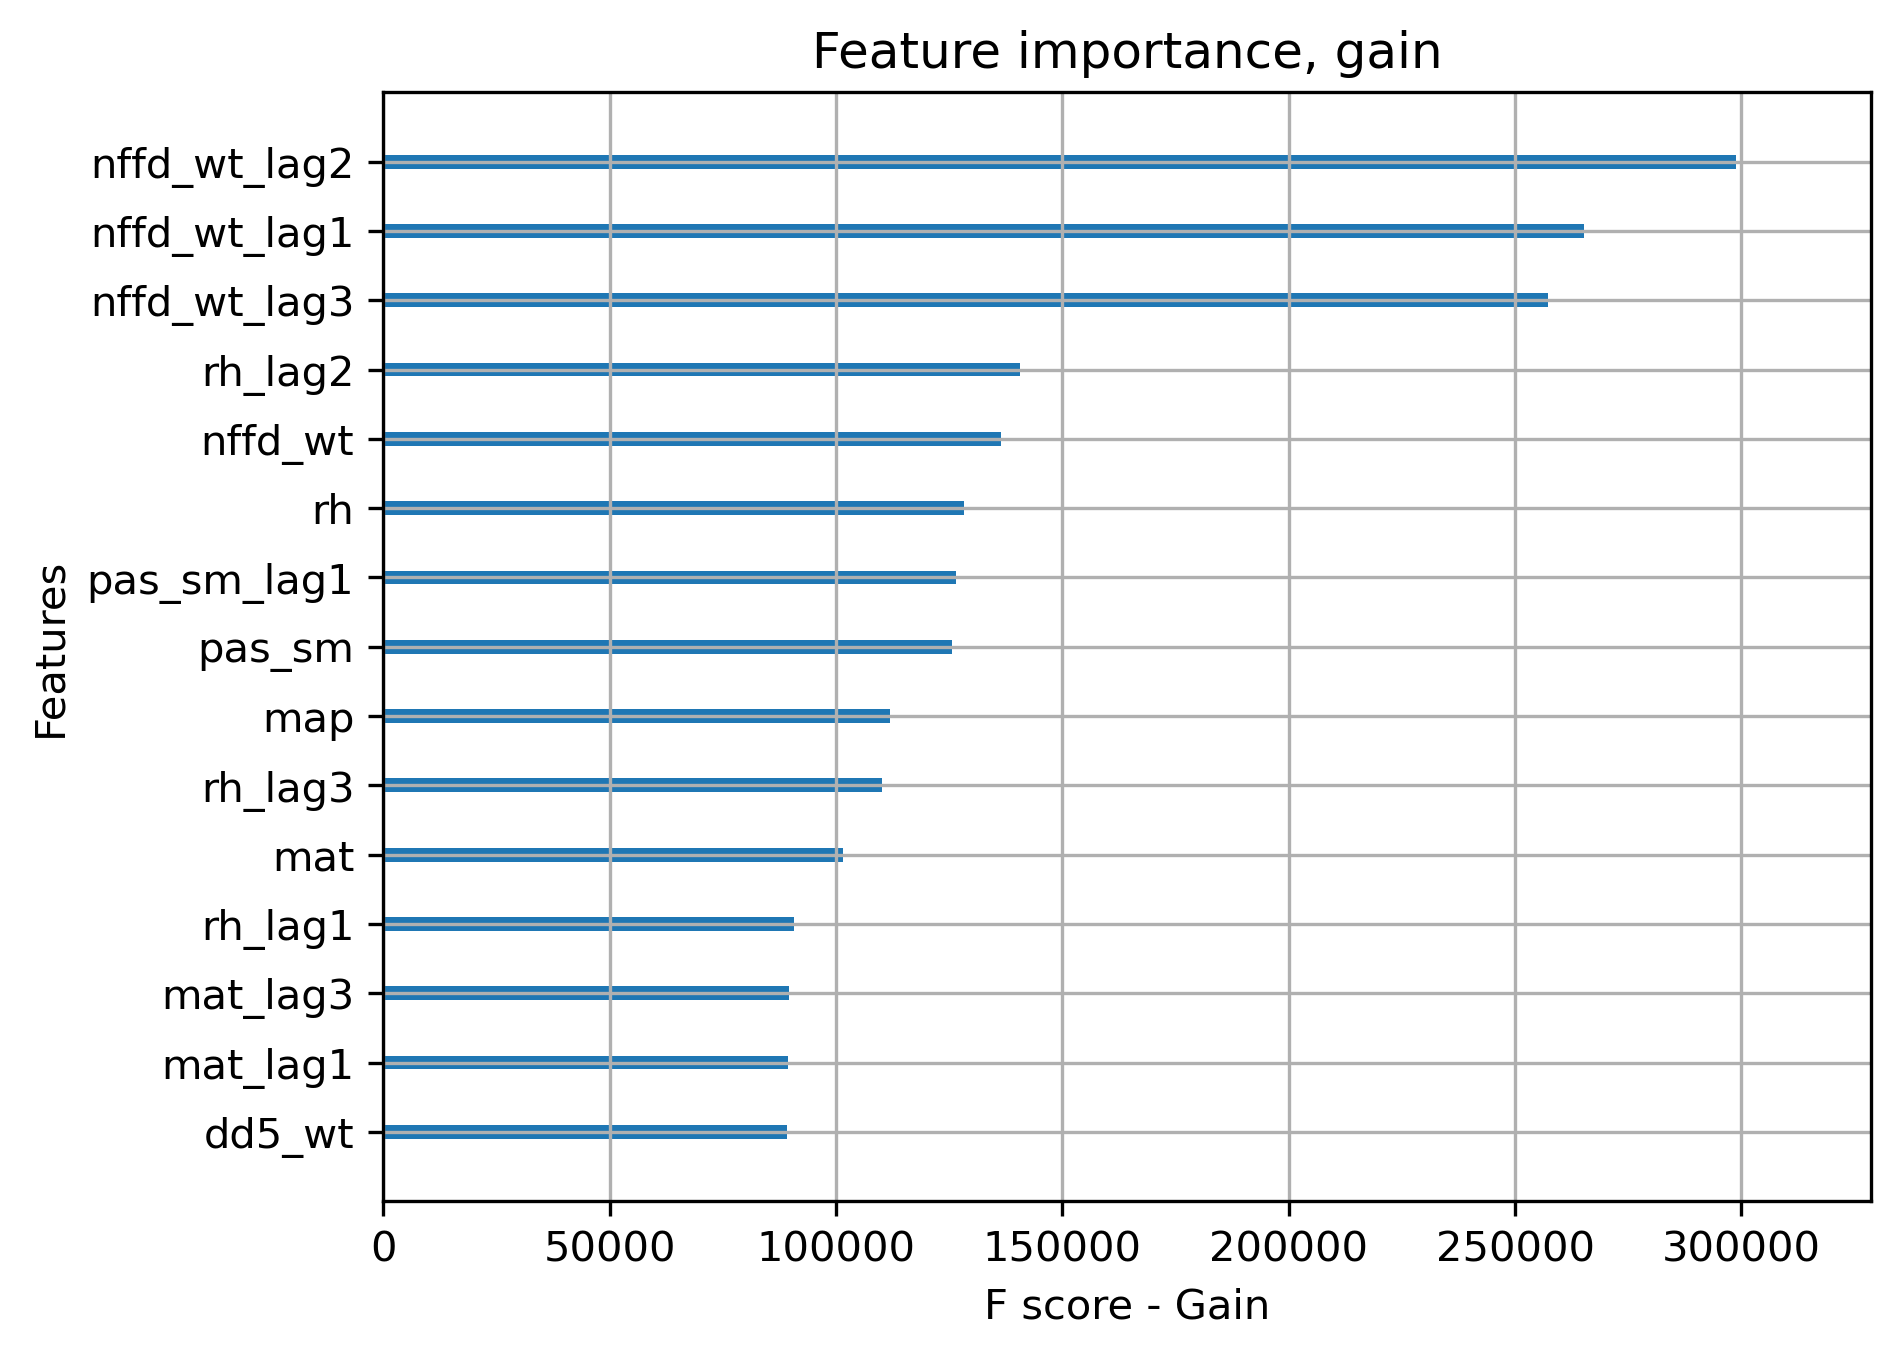 Feature importance, gain
nffd_wt_lag2
nffd_wt_lag1
nffd_wt_lag3
rh_lag2
nffd_wt
rh
pas_sm_lag1
pas_sm
map
rh_lag3
mat
rh_lag1
mat_lag3
mat_lag1
dd5_wt
Features
0 50000 100000 150000 200000 250000 300000
F score - Gain